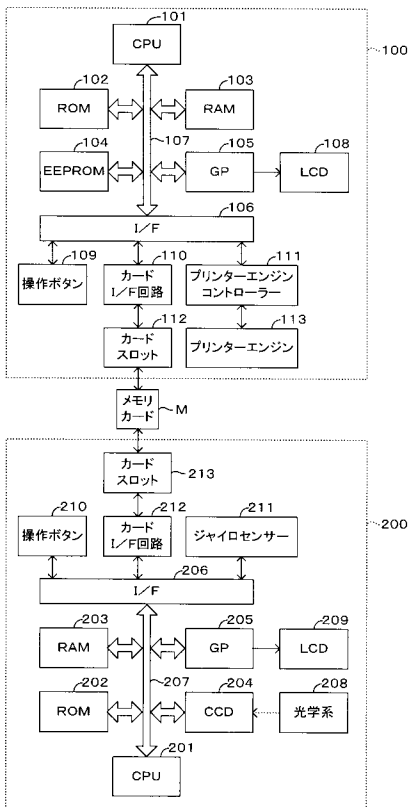 101
CPU
100
102
103
ROM
RAM
107
104
105
108
EEPROM
GP
LCD
106
I/F
109
110
111
操作ボタン
カード
I/F回路
プリンターエンジン
コントローラー
112
113
カード
スロット
プリンターエンジン
メモリ
カード
M
カード
スロット
213
210
212
211
200
操作ボタン
カード
I/F回路
ジャイロセンサー
206
I/F
203
205
209
RAM
GP
LCD
207
202
204
208
ROM
CCD
光学系
201
CPU